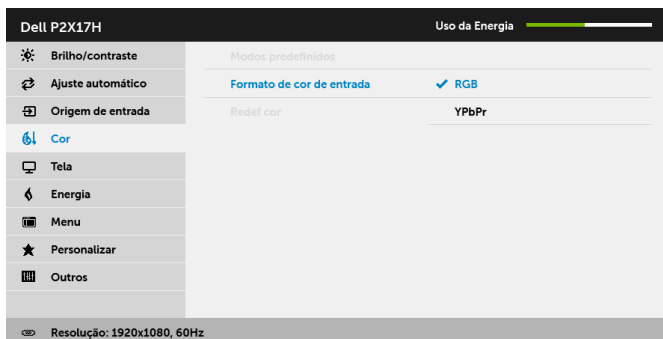 Dell P2X17H Uso da Energia
Brilho/contraste Modos predefinidos
Ajuste automático Formato de cor de entrada RGB
Origem de entrada Redef cor YPbPr
Cor
Tela
Energia
Menu
Personalizar
Outros
Resolução: 1920x1080, 60Hz